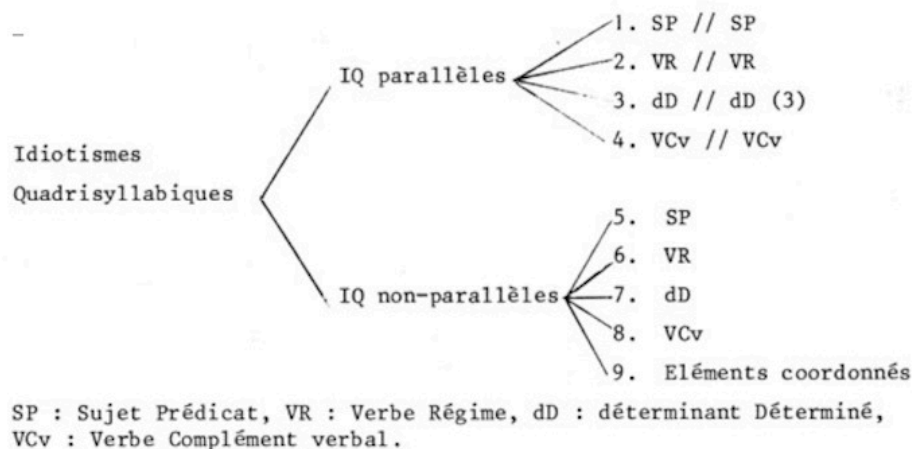 1. SP // SP
IQ parallèles
2. VR // VR
3. dD // dD (3)
4. VCv // VCv
Idiotismes
Quadrisyllabiques
5. SP
6. VR
IQ non-parallèles
7. dD
8. VCv
9. Eléments coordonnés
SP : Sujet Prédicat, VR : Verbe Régime, dD : déterminant Déterminé,
VCv : Verbe Complément verbal.